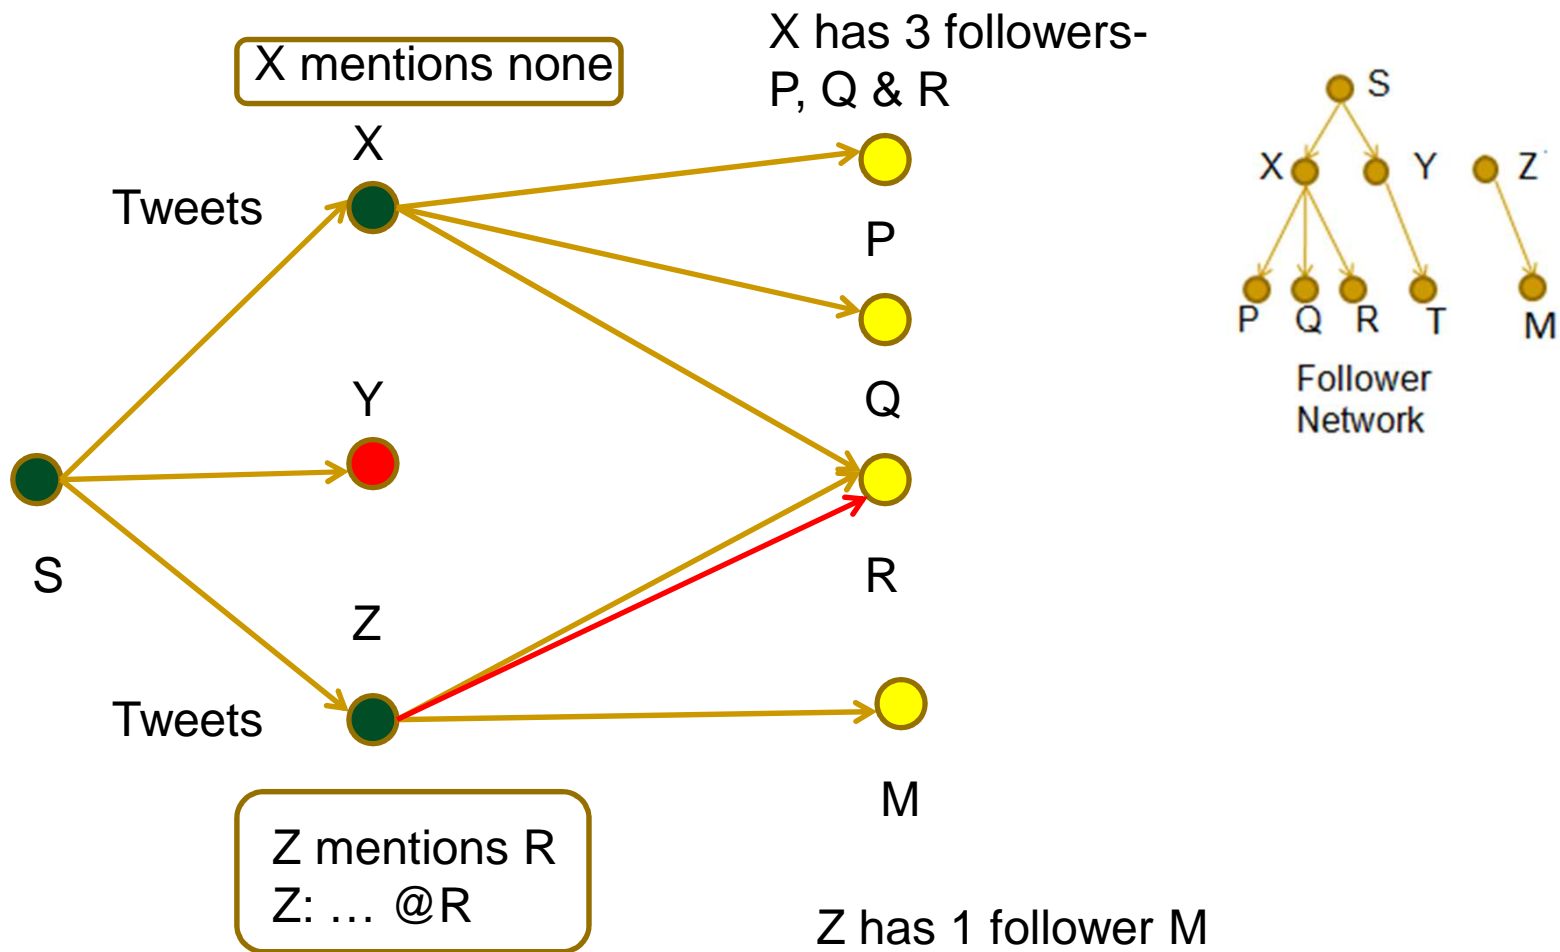 X mentions none
X has 3 followers-
P, Q & R
S
X
Y
Z
P
Q
R
T
M
Follower
Network
X
Tweets
P
Y
Q
S
R
Z
Tweets
M
Z mentions R
Z: … @R
Z has 1 follower M